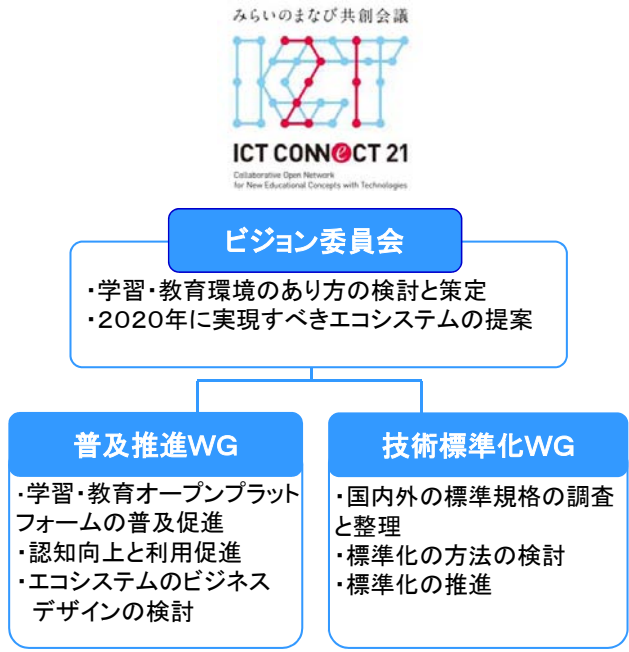 みらいのまなび共創会議
ICT CONNeCT 21
Collaborative Open Network
for New Educational Concepts with Technologies
ビジョン委員会
・学習・教育環境のあり方の検討と策定
・2020年に実現すべきエコシステムの提案
普及推進WG
・学習・教育オープンプラット
フォームの普及促進
・認知向上と利用促進
・エコシステムのビジネス
デザインの検討
技術標準化WG
・国内外の標準規格の調査
と整理
・標準化の方法の検討
・標準化の推進